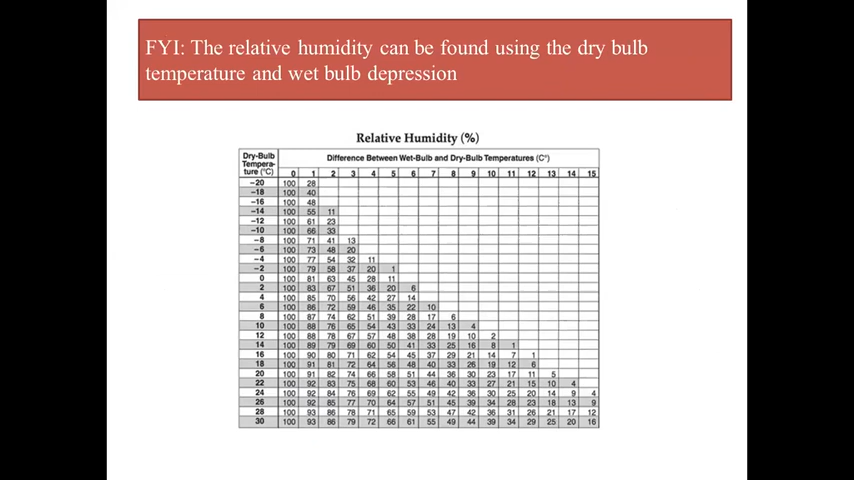 FYI: The relative humidity can be found using the dry bulb
temperature and wet bulb depression
Relative Humidity (%)
Dry-Bulb
Tempera-
ture (°C)
Difference Between Wet-Bulb and Dry-Bulb Temperatures (C°)
0 1 2 3 4 5 6 7 8 9 10 11 12 13 14 15
-20 100 28
-18 100 40
-16 100 48
-14 100 55 11
-12 100 61 23
-10 100 66 33
-8 100 71 41 13
-6 100 73 48 20
-4 100 77 54 32 11
-2 100 79 58 37 20 1
0 100 81 63 45 28 11
2 100 83 67 51 36 20 6
4 100 85 70 56 42 27 14
6 100 86 72 59 46 35 22 10
8 100 87 74 62 51 39 28 17 6
10 100 88 76 65 54 43 33 24 13 4
12 100 88 78 67 57 48 38 28 19 10 2
14 100 89 79 69 60 50 41 33 25 16 8 1
16 100 90 80 71 62 54 45 37 29 21 14 7 1
18 100 91 81 72 64 56 48 40 33 26 19 12 6
20 100 91 82 74 66 58 51 44 36 30 23 17 11 5
22 100 92 83 75 68 60 53 46 40 33 27 21 15 10 4
24 100 92 84 76 69 62 55 49 42 36 30 25 20 14 9 4
26 100 92 85 77 70 64 57 51 45 39 34 28 23 18 13 9
28 100 93 86 78 71 65 59 53 47 42 36 31 26 21 17 12
30 100 93 86 79 72 66 61 55 49 44 39 34 29 25 20 16